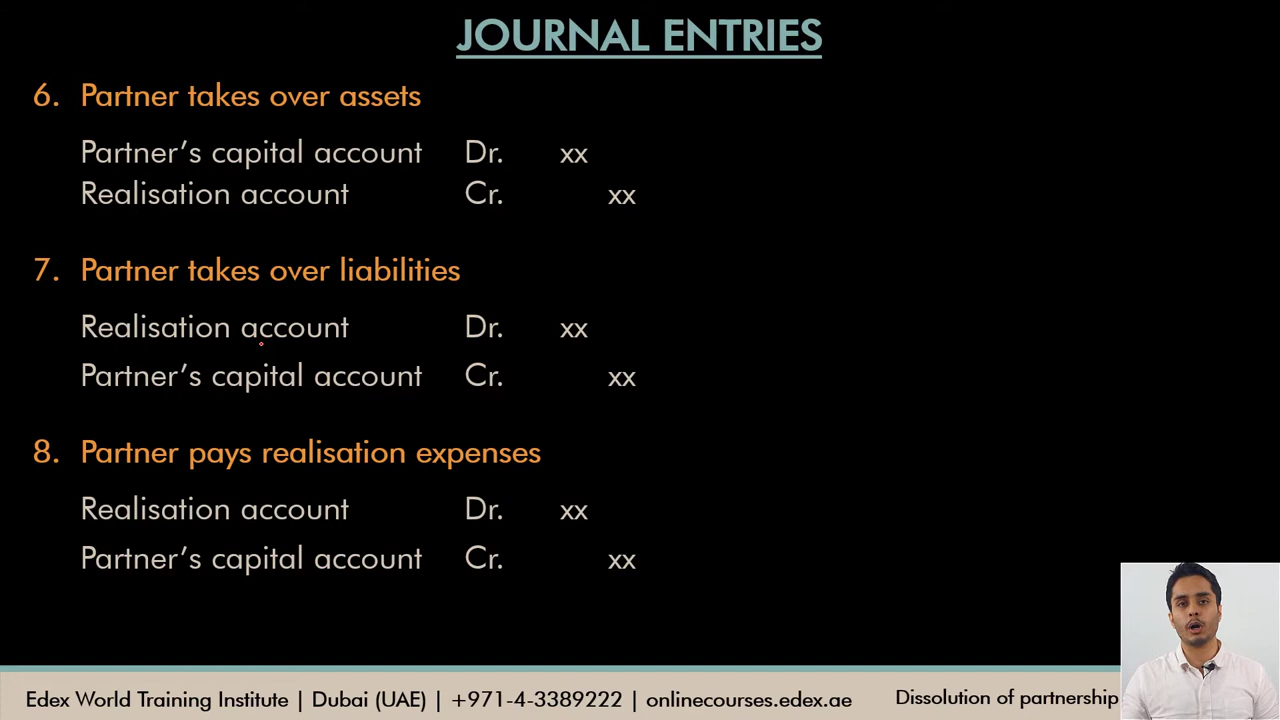 JOURNAL ENTRIES
6. Partner takes over assets
Partner’s capital account Dr. xx
Realisation account Cr. xx
7. Partner takes over liabilities
Realisation account Dr. xx
Partner’s capital account Cr. xx
8. Partner pays realisation expenses
Realisation account Dr. xx
Partner’s capital account Cr. xx
Edex World Training Institute | Dubai (UAE) | +971-4-3389222 | onlinecourses.edex.ae Dissolution of partnership